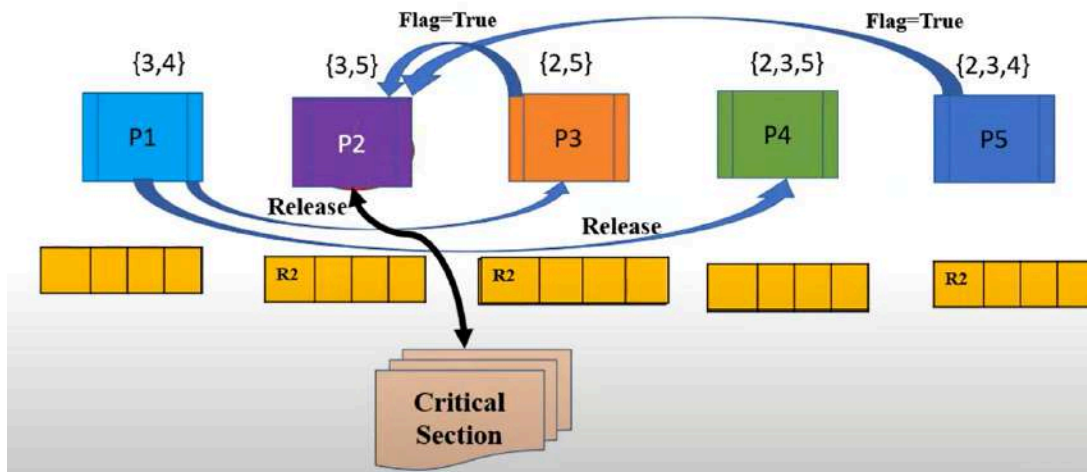 Flag=True
Flag=True
{3,4}
{3,5}
{2,5}
{2,3,5}
{2,3,4}
P1
P2
P3
P4
P5
Release
Release
R2
R2
R2
Critical
Section